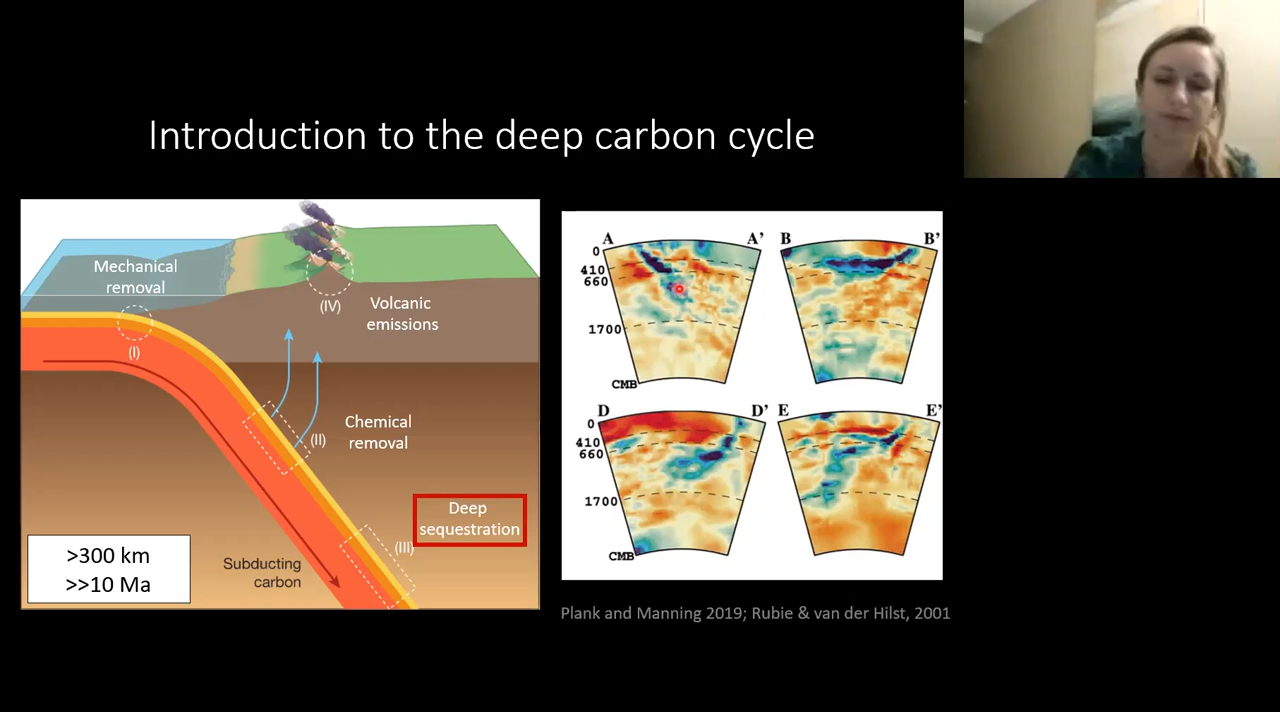 Introduction to the deep carbon cycle
Mechanical
removal
(I)
(IV)
Volcanic
emissions
Chemical
removal
(II)
Deep
sequestration
(III)
Subducting
carbon
>300 km
>>10 Ma
A A'
0
410
660
1700
CMB
B B'
D D'
0
410
660
1700
CMB
E E'
Plank and Manning 2019; Rubie & van der Hilst, 2001